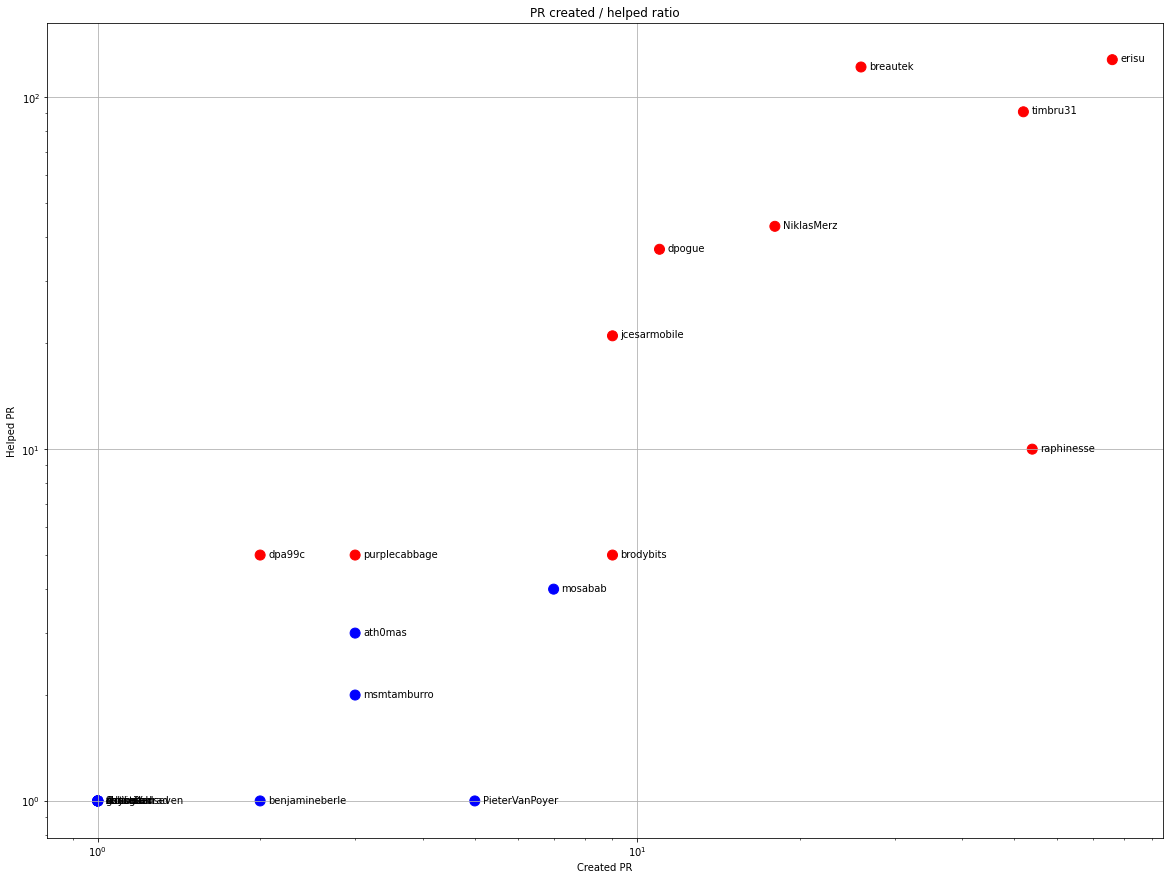 PR created / helped ratio
erisu
breautek
10²
timbru31
NiklasMerz
dpogue
jcesarmobile
Helped PR
10¹
raphinesse
dpa99c
purplecabbage
brodybits
mosabab
ath0mas
msmtamburro
10⁰
benjamineberle
PieterVanPoyer
10⁰
10¹
Created PR